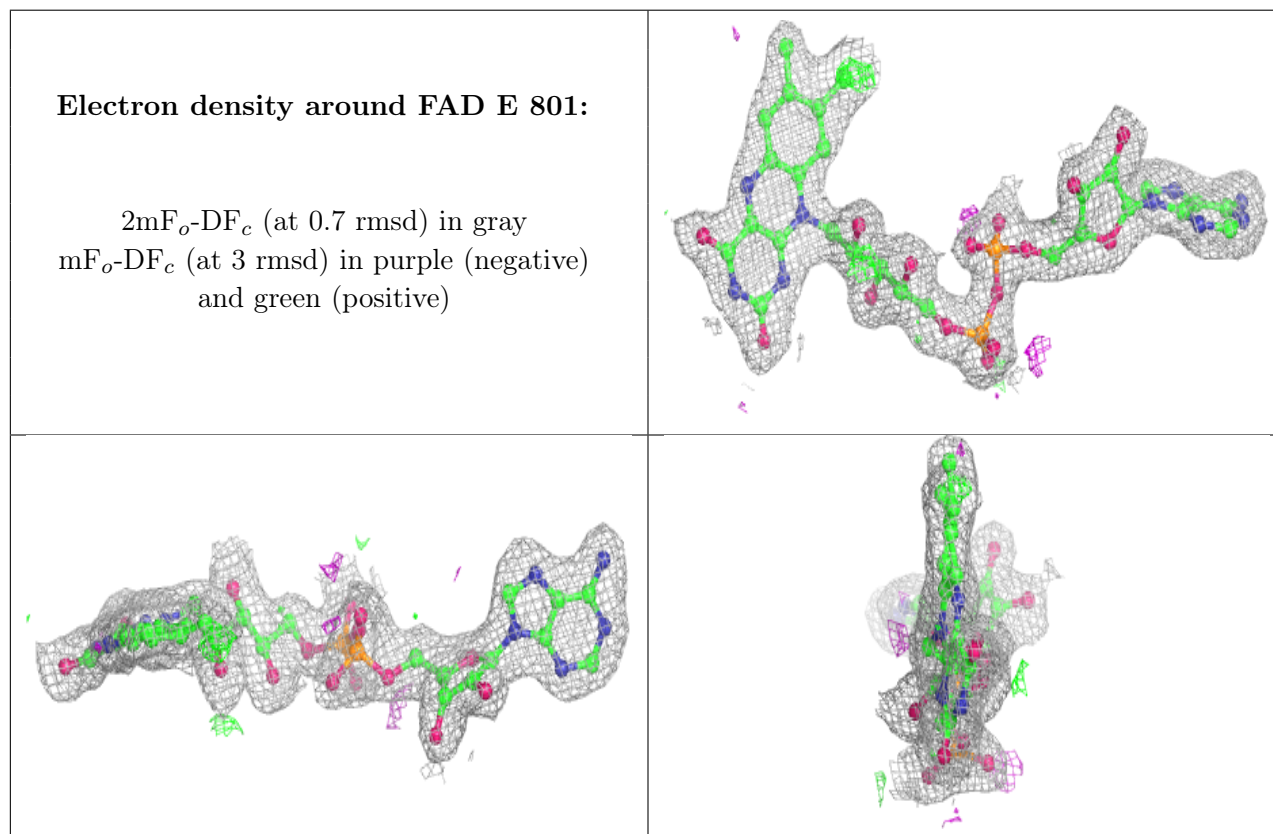 Electron density around FAD E 801:
2mFo-DFc (at 0.7 rmsd) in gray
mFo-DFc (at 3 rmsd) in purple (negative)
and green (positive)